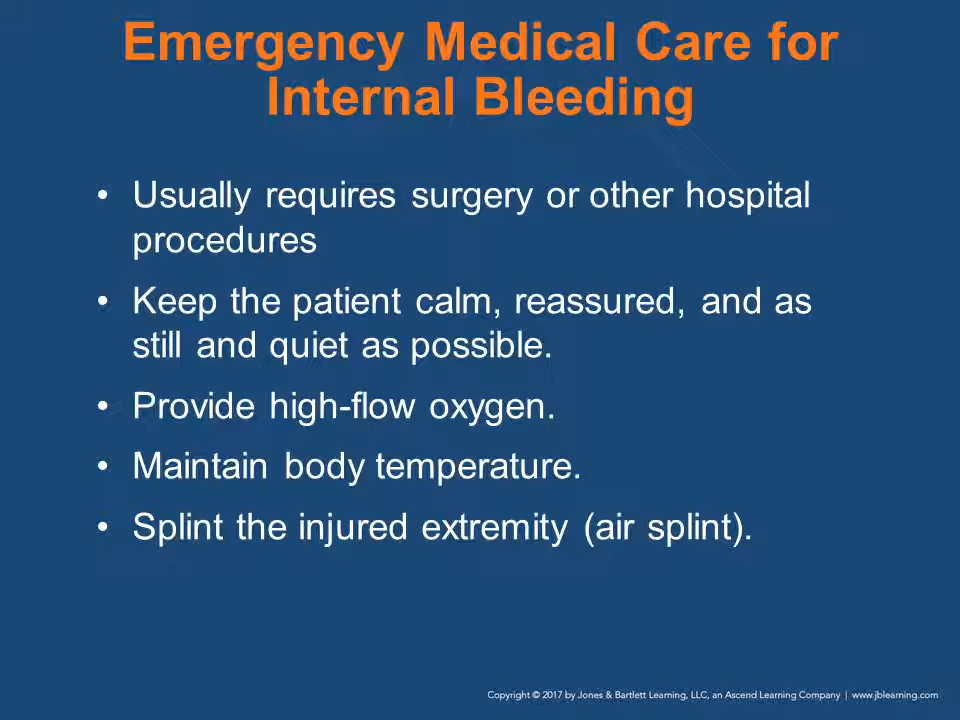 Emergency Medical Care for
Internal Bleeding
• Usually requires surgery or other hospital
procedures
• Keep the patient calm, reassured, and as
still and quiet as possible.
• Provide high-flow oxygen.
• Maintain body temperature.
• Splint the injured extremity (air splint).
Copyright © 2017 by Jones & Bartlett Learning, LLC, an Ascend Learning Company | www.jblearning.com